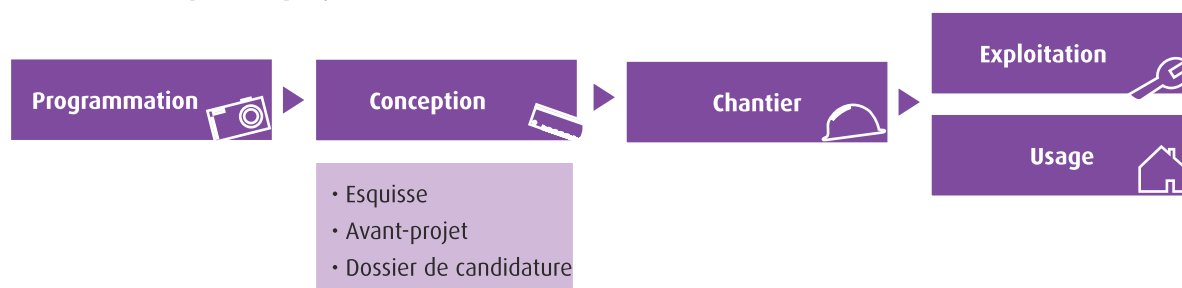 Programmation
Conception
Chantier
Exploitation
Usage
• Esquisse
• Avant-projet
• Dossier de candidature